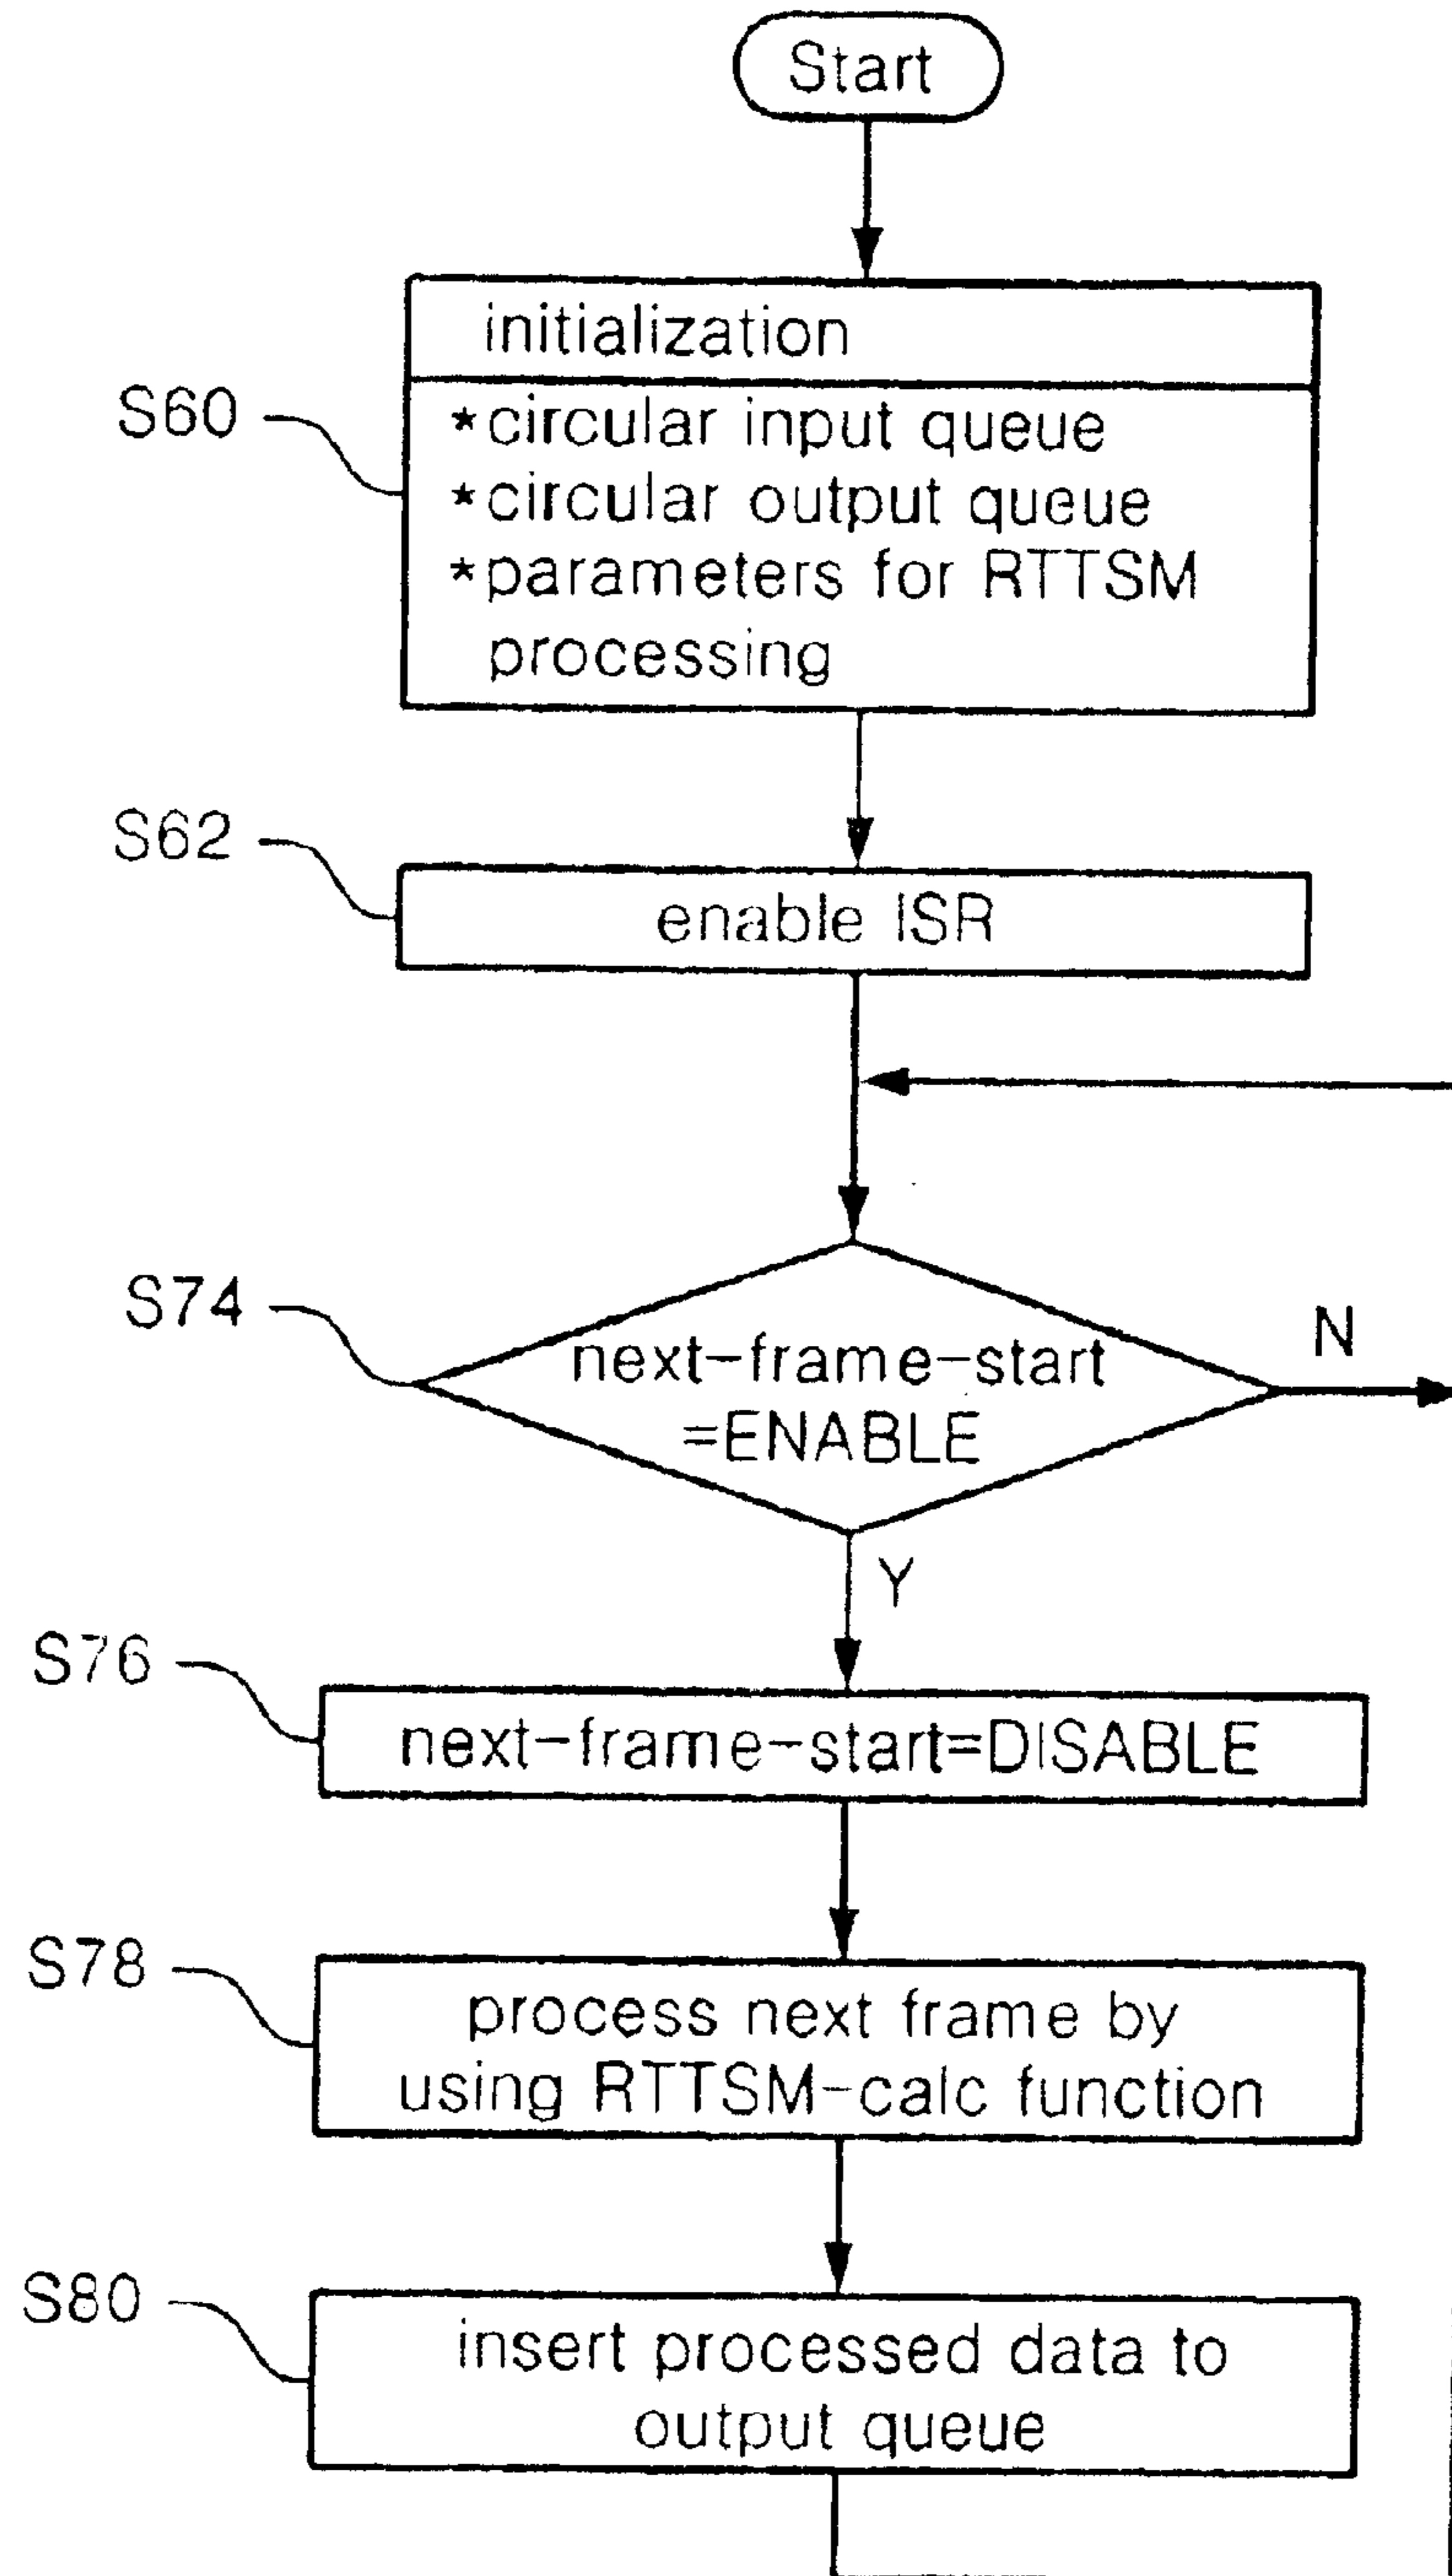 Start
initialization
S60
*circular input queue
*circular output queue
*parameters for RTTSM
processing
S62
enable ISR
S74
next-frame-start
=ENABLE
N
Y
S76
next-frame-start=DISABLE
S78
process next frame by
using RTTSM-calc function
S80
insert processed data to
output queue